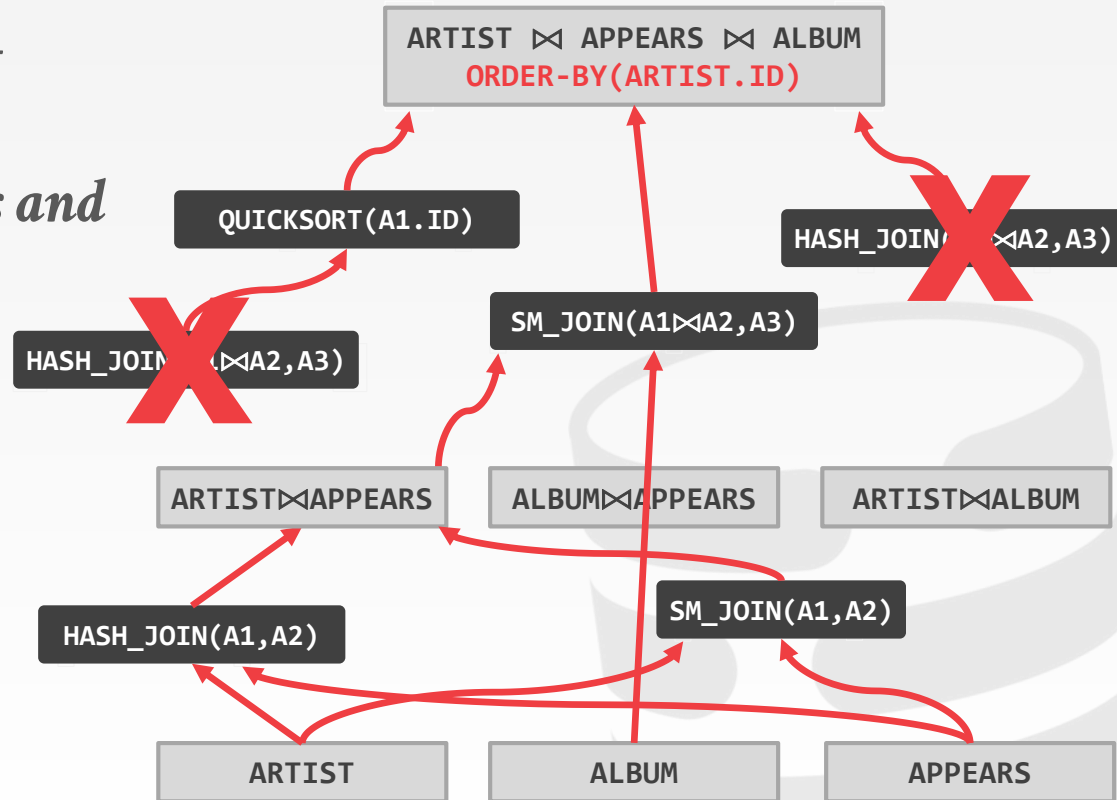 ARTIST ⋈ APPEARS ⋈ ALBUM
ORDER-BY(ARTIST.ID)
and
QUICKSORT(A1.ID)
HASH_JOIN( ⋈A2,A3)
SM_JOIN(A1⋈A2,A3)
HASH_JOIN ⋈A2,A3)
ARTIST⋈APPEARS
ALBUM⋈APPEARS
ARTIST⋈ALBUM
HASH_JOIN(A1,A2)
SM_JOIN(A1,A2)
ARTIST
ALBUM
APPEARS